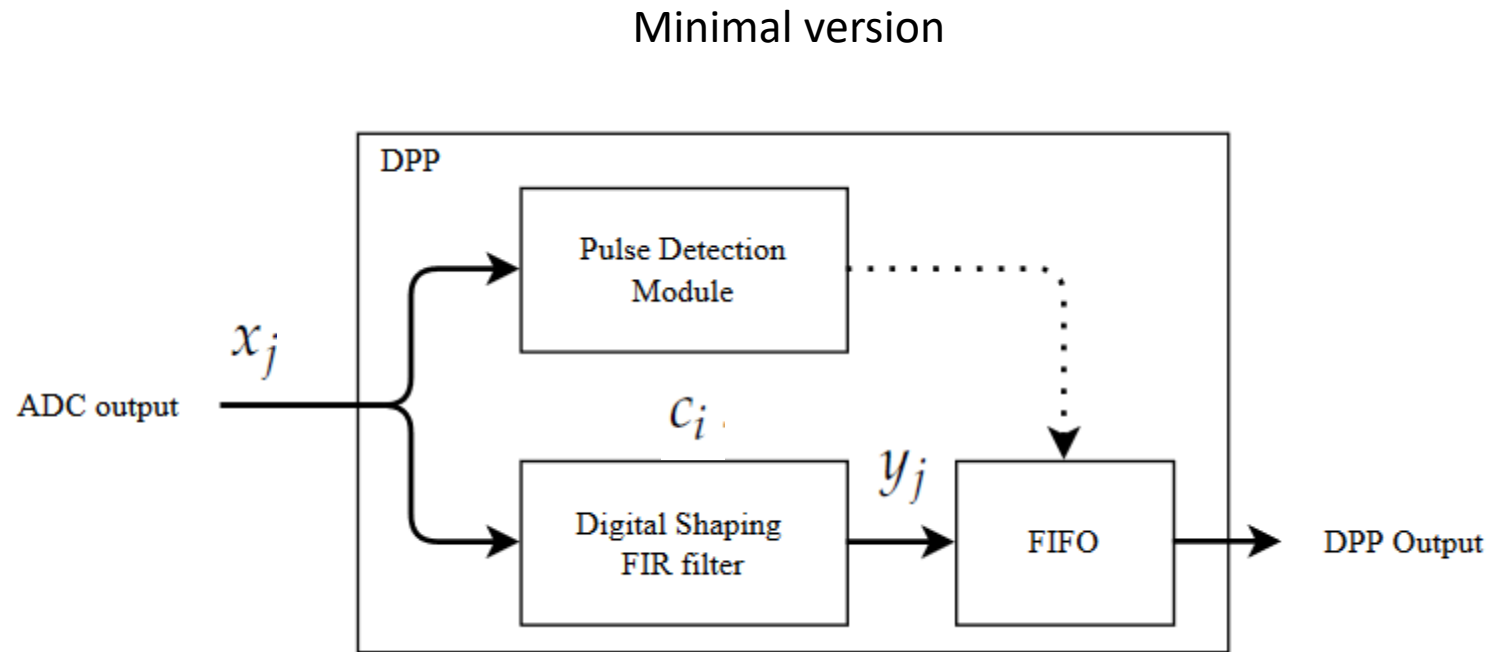 Minimal version
DPP
Pulse Detection
Module
x_j
ADC output
c_i
y_j
Digital Shaping
FIR filter
FIFO
DPP Output